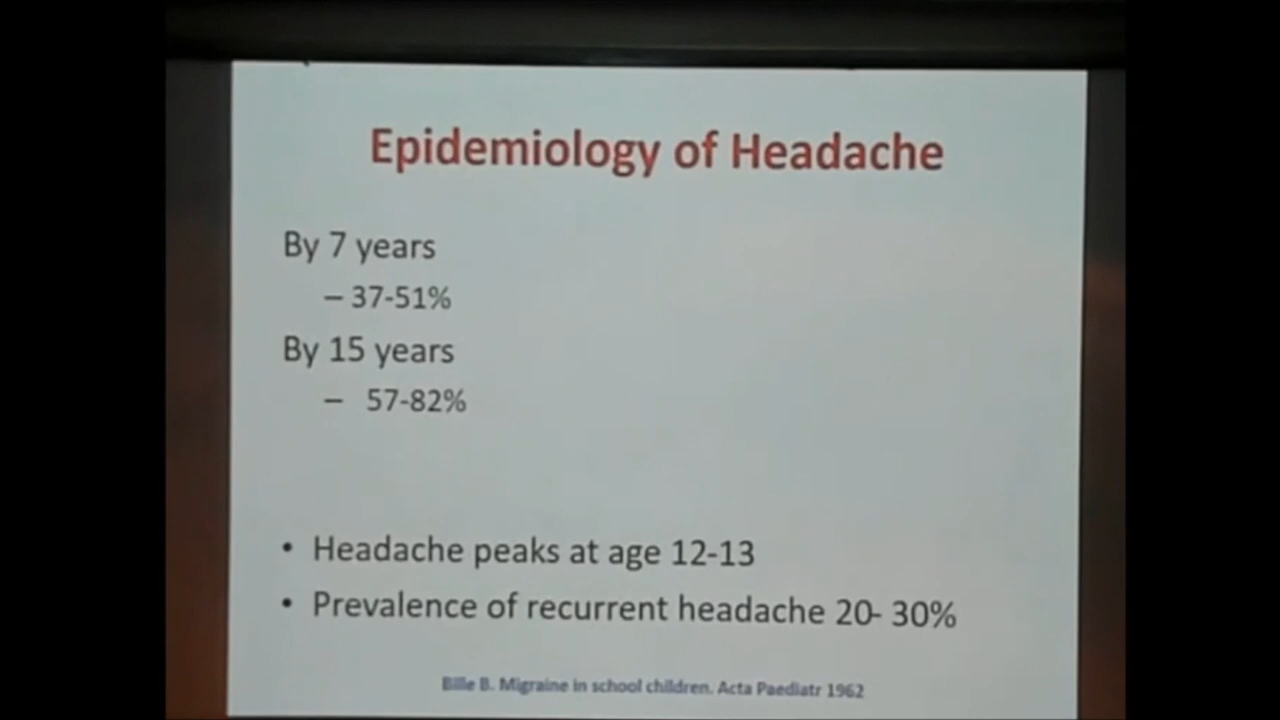 Epidemiology of Headache
By 7 years
– 37-51%
By 15 years
– 57-82%
• Headache peaks at age 12-13
• Prevalence of recurrent headache 20- 30%
Bille B. Migraine in school children. Acta Paediatr 1962